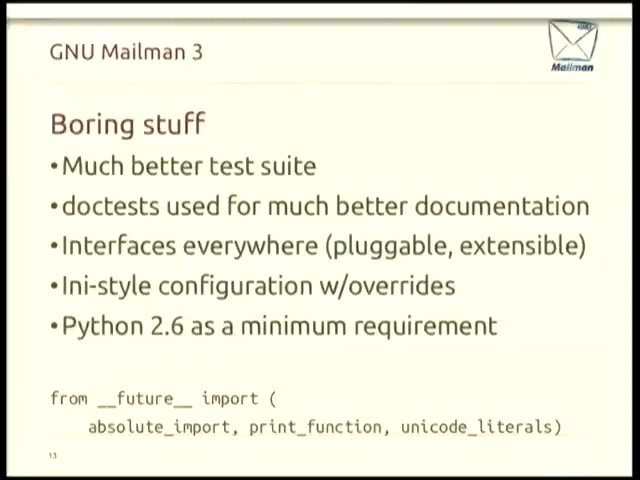 GNU Mailman 3
Mailman
Boring stuff
•Much better test suite
•doctests used for much better documentation
•Interfaces everywhere (pluggable, extensible)
•Ini-style configuration w/overrides
•Python 2.6 as a minimum requirement
from __future__ import (
    absolute_import, print_function, unicode_literals)
13